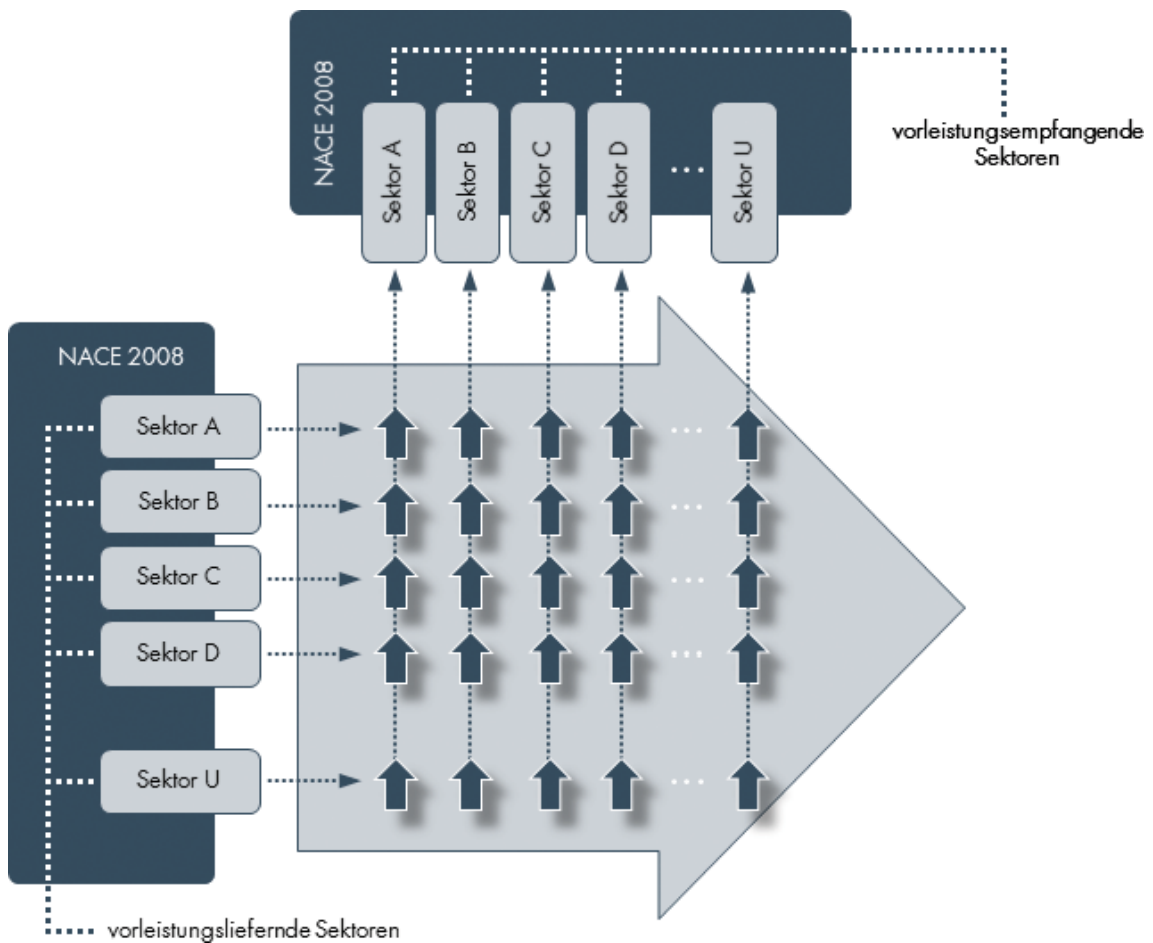 NACE 2008
Sektor A
Sektor B
Sektor C
Sektor D
...
Sektor U
vorleistungsempfangende
Sektoren
NACE 2008
Sektor A
...
Sektor B
...
Sektor C
...
Sektor D
...
Sektor U
...
vorleistungsliefernde Sektoren